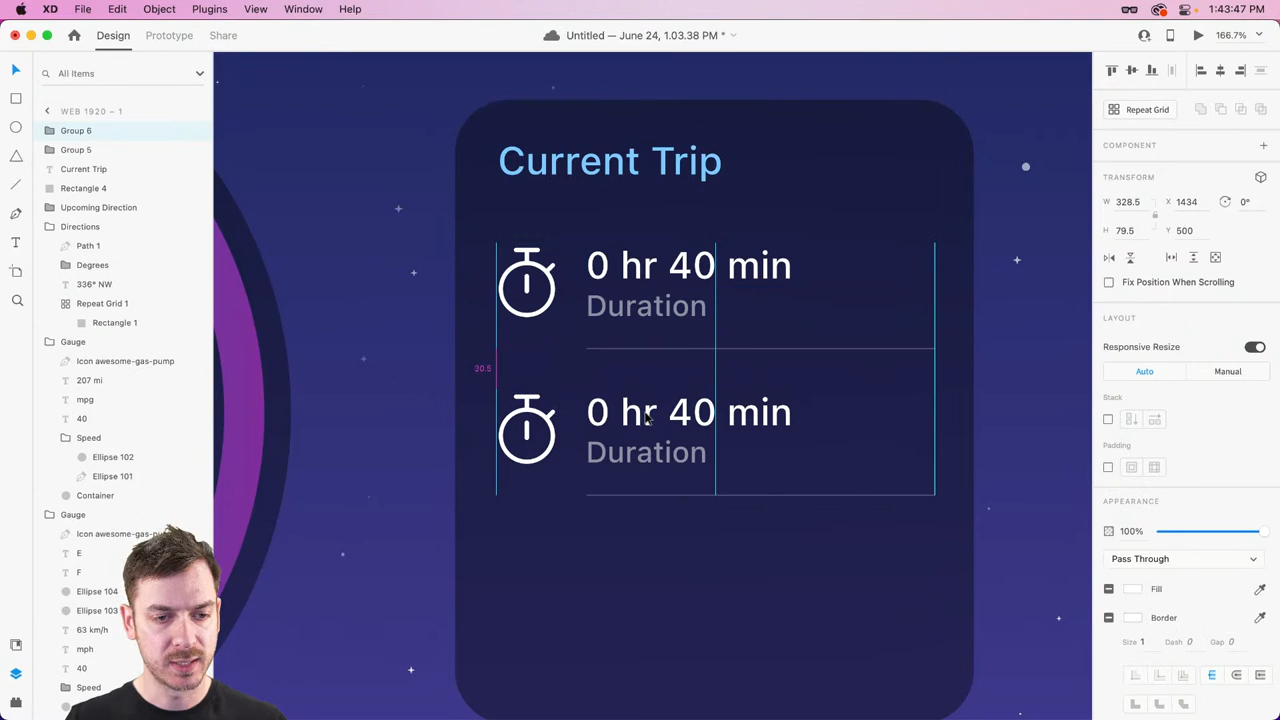 XD File Edit Object Plugins View Window Help 1:43:47 PM
Design Prototype Share Untitled — June 24, 1.03.38 PM * 166.7%
All Items
WEB 1920 – 1
Group 6
Group 5
Current Trip
Rectangle 4
Upcoming Direction
Directions
Path 1
Degrees
336° NW
Repeat Grid 1
Rectangle 1
Gauge
Icon awesome-gas-pump
207 mi
mpg
40
Speed
Ellipse 102
Ellipse 101
Container
Gauge
Icon awesome-gas-pu
E
F
Ellipse 104
Ellipse 103
63 km/h
mph
40
Speed
Current Trip
0 hr 40 min
Duration
30.5
0 hr 40 min
Duration
Repeat Grid
COMPONENT
TRANSFORM
W 328.5 X 1434 0°
H 79.5 Y 500
Fix Position When Scrolling
LAYOUT
Responsive Resize
Auto Manual
Stack
Padding
APPEARANCE
100%
Pass Through
Fill
Border
Size 1 Dash 0 Gap 0